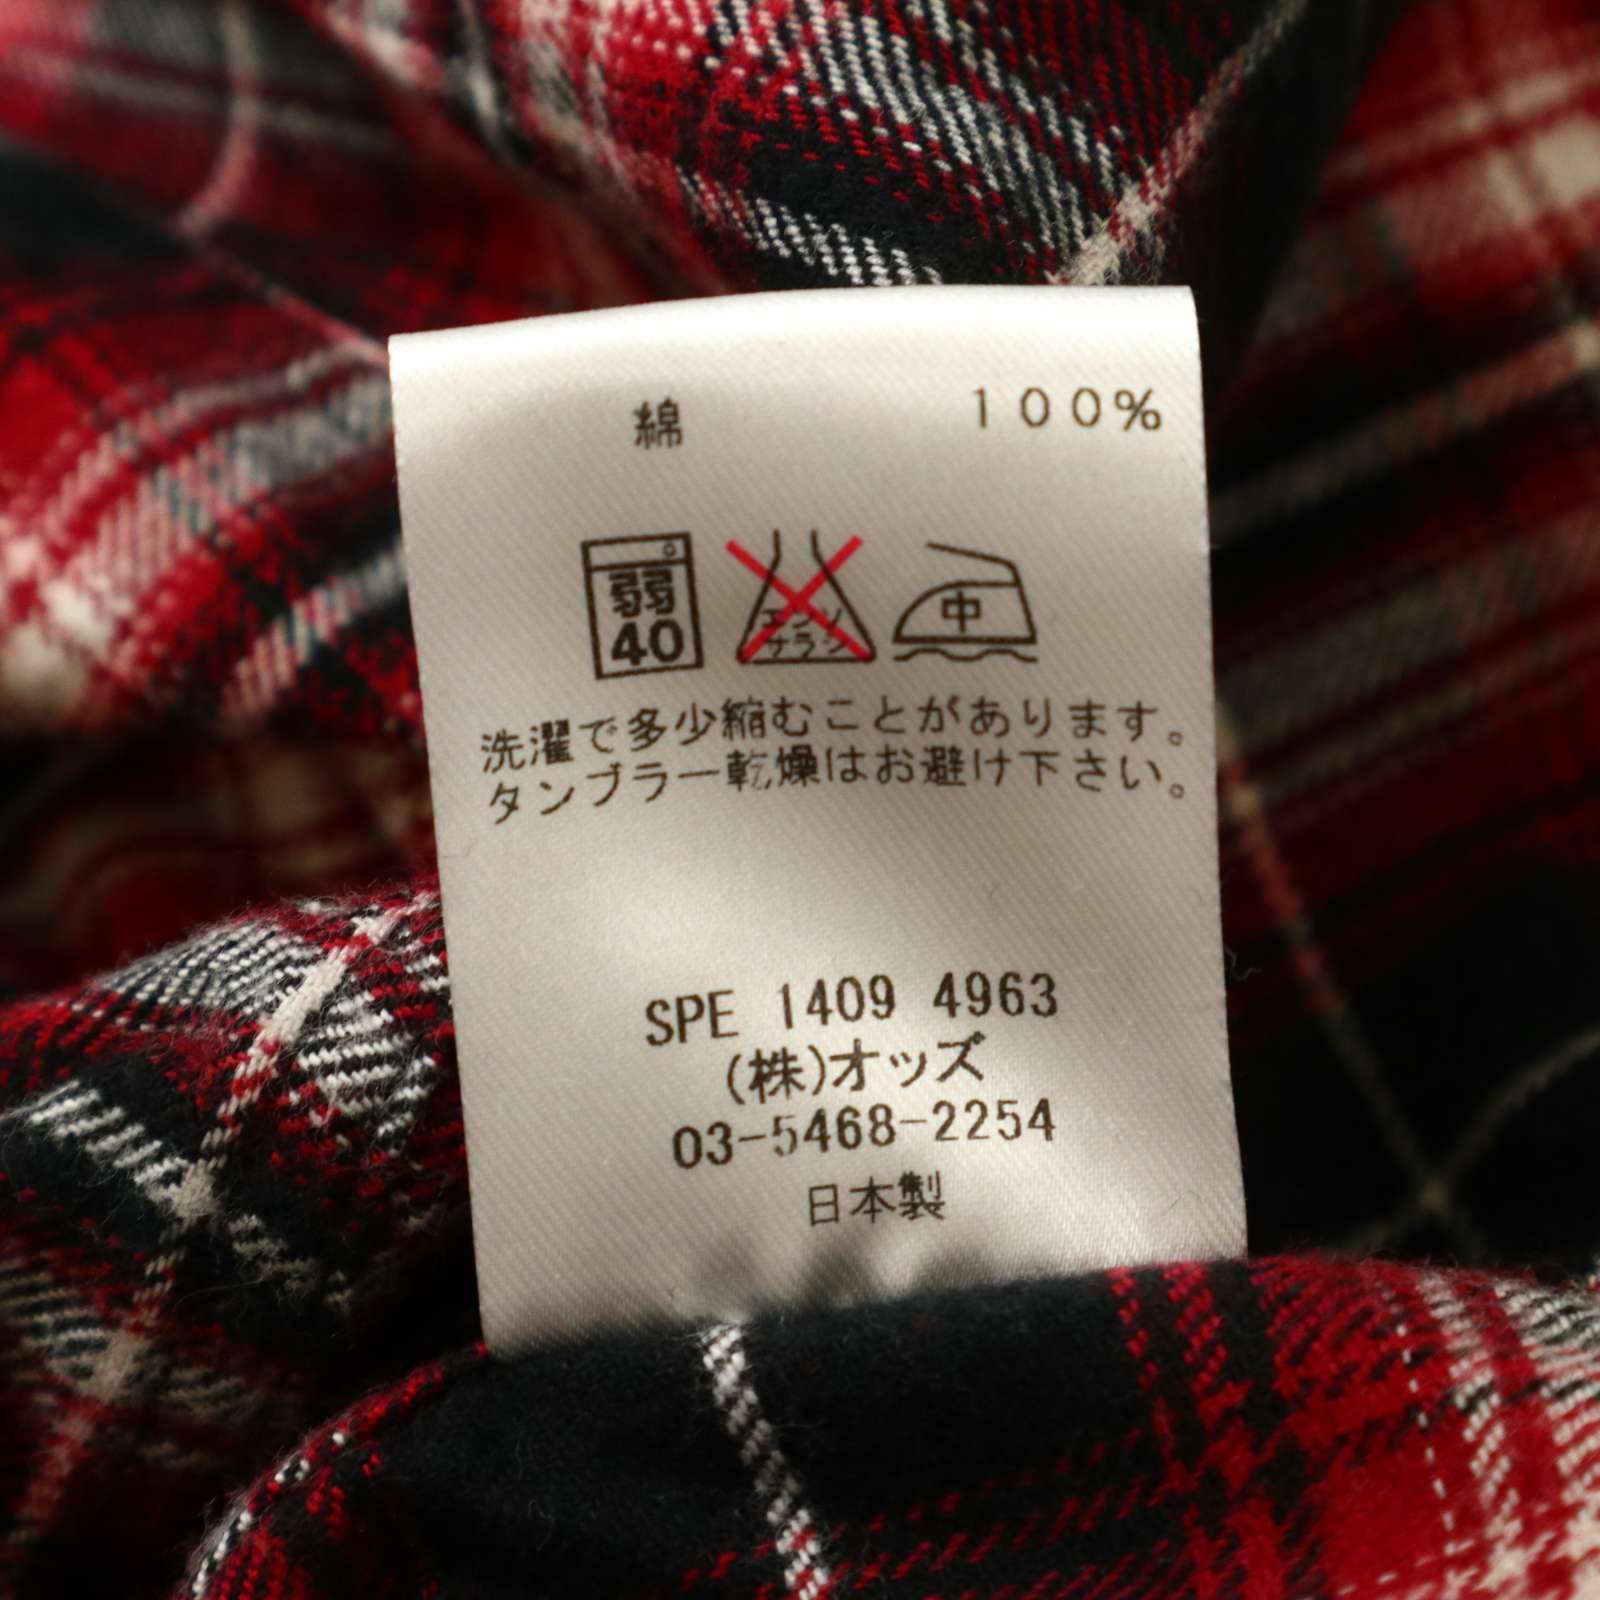 綿 100%
弱
40
エンソ
サラシ
中
洗濯で多少縮むことがあります。
タンブラー乾燥はお避け下さい。
SPE 1409 4963
(株)オッズ
03-5468-2254
日本製